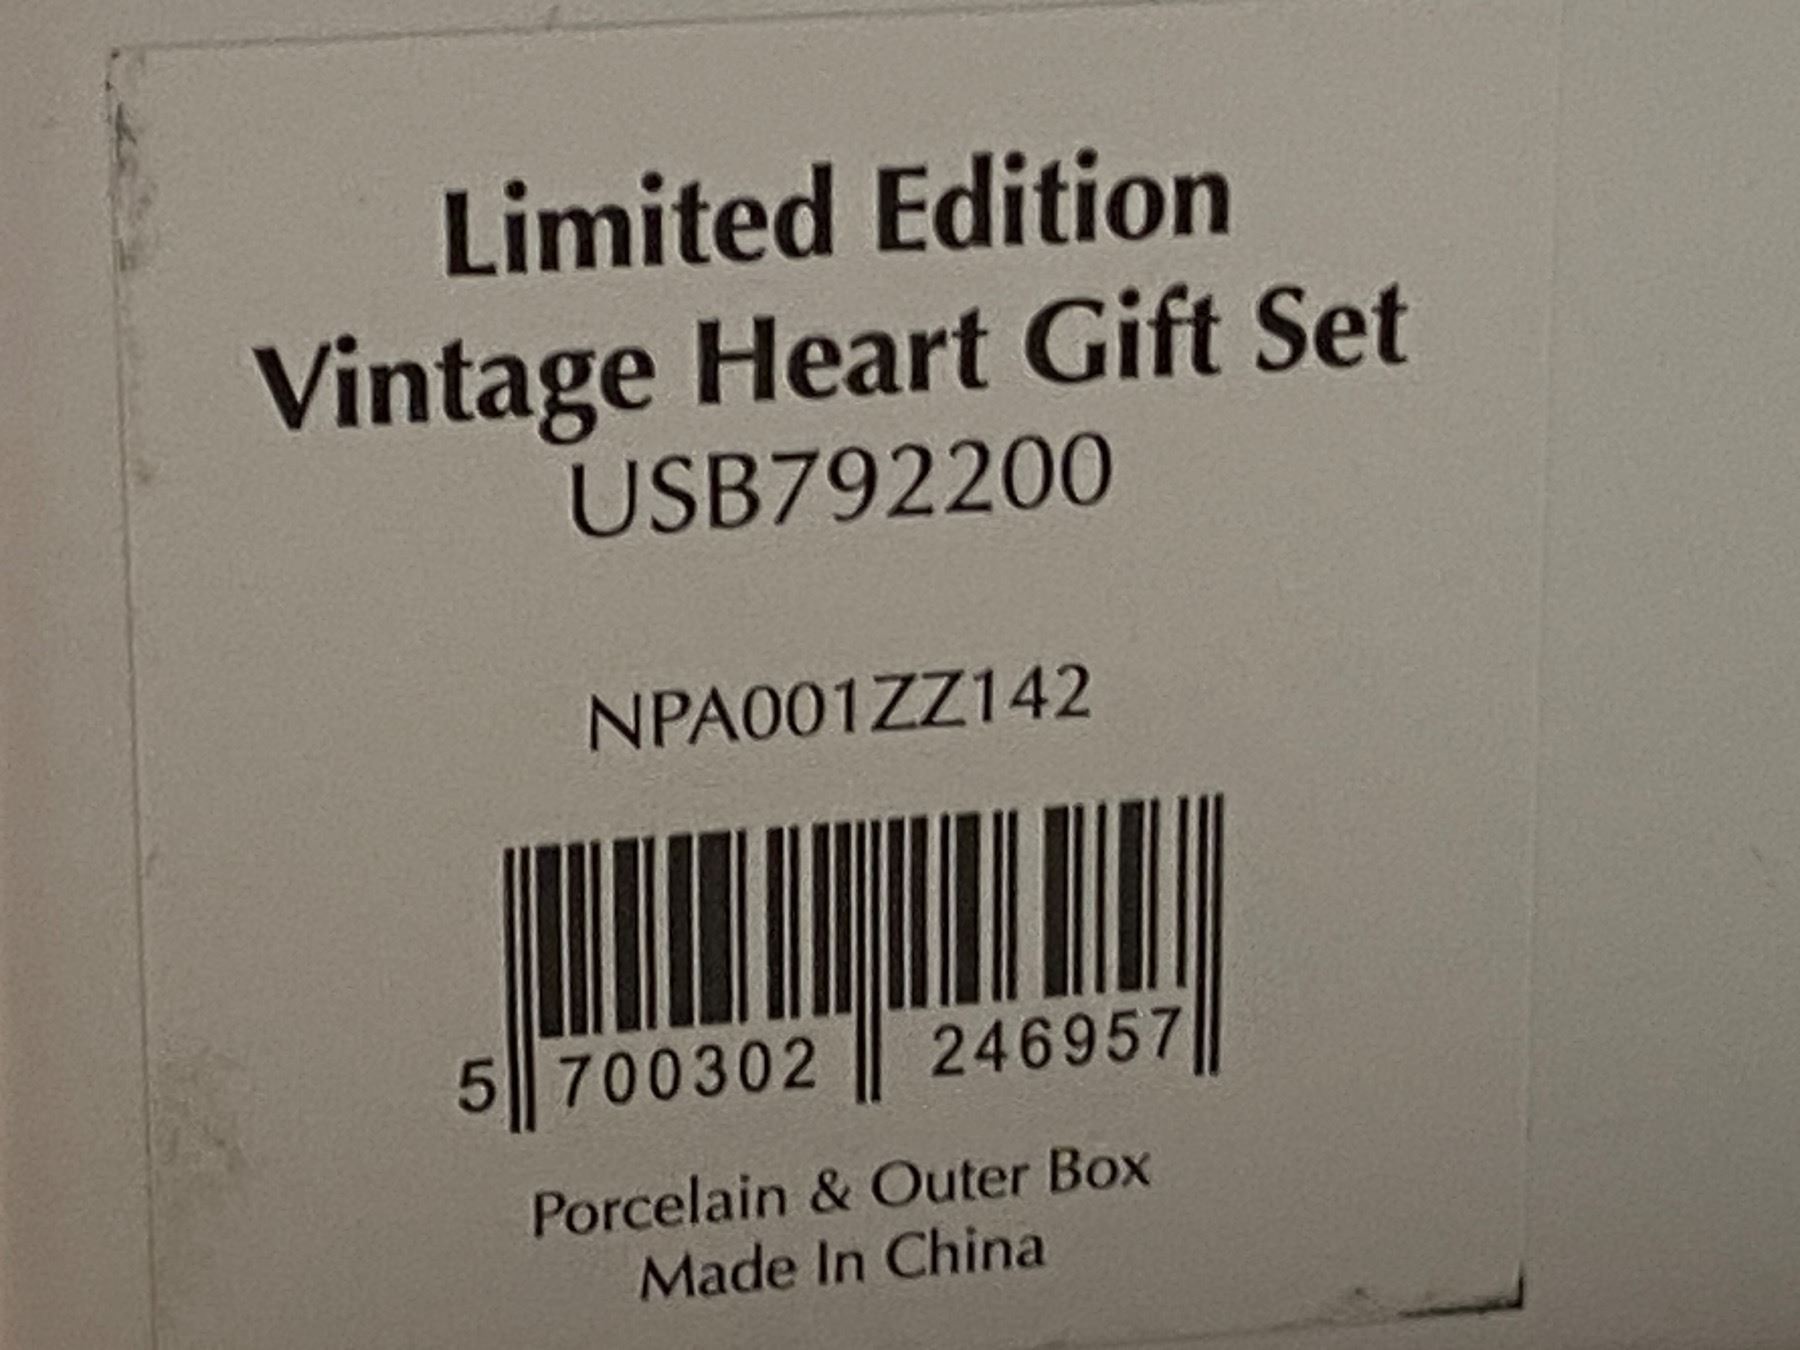 Limited Edition
Vintage Heart Gift Set
USB792200
NPA001ZZ142
5 700302 246957
Porcelain & Outer Box
Made In China